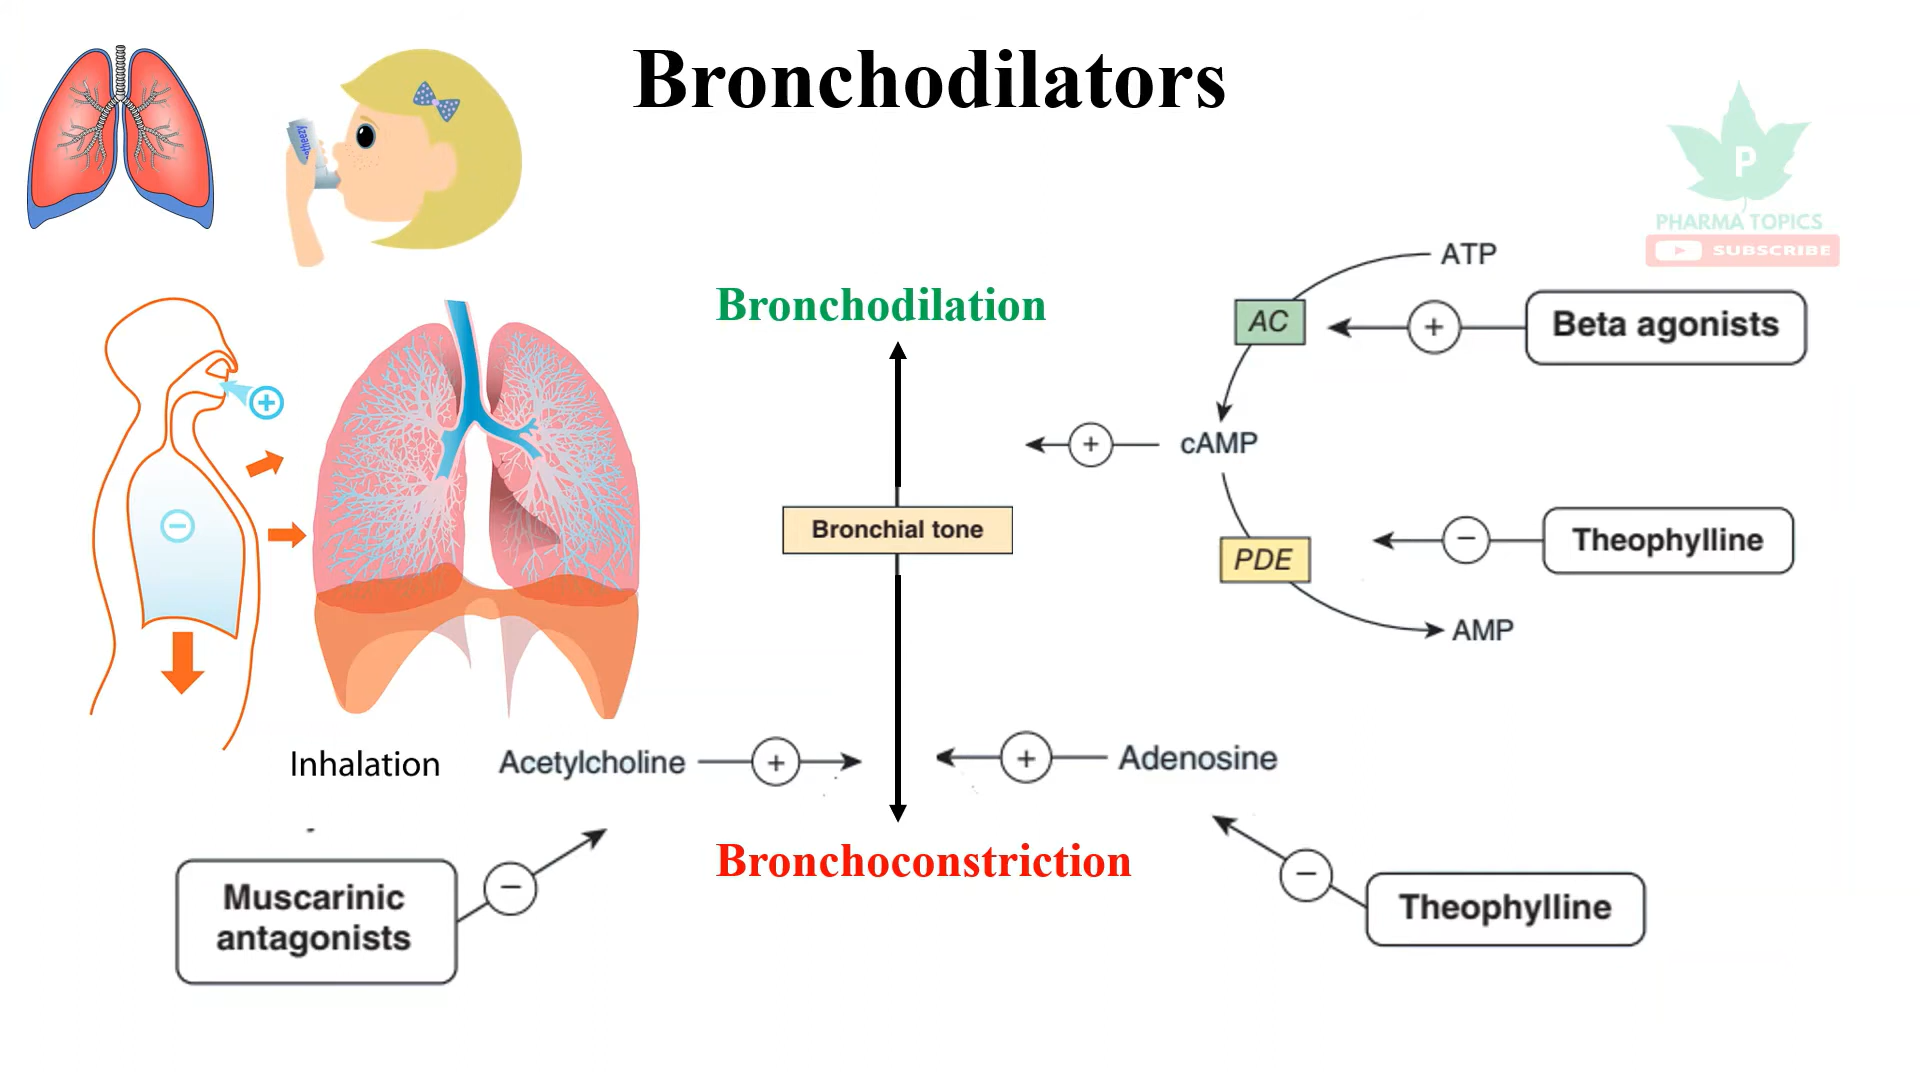 Bronchodilators
P
PHARMA TOPICS
SUBSCRIBE
ATP
Bronchodilation
AC
+
Beta agonists
+
+
cAMP
−
Bronchial tone
PDE
−
Theophylline
AMP
Inhalation
Acetylcholine
+
+
Adenosine
Bronchoconstriction
Muscarinic
antagonists
−
−
Theophylline